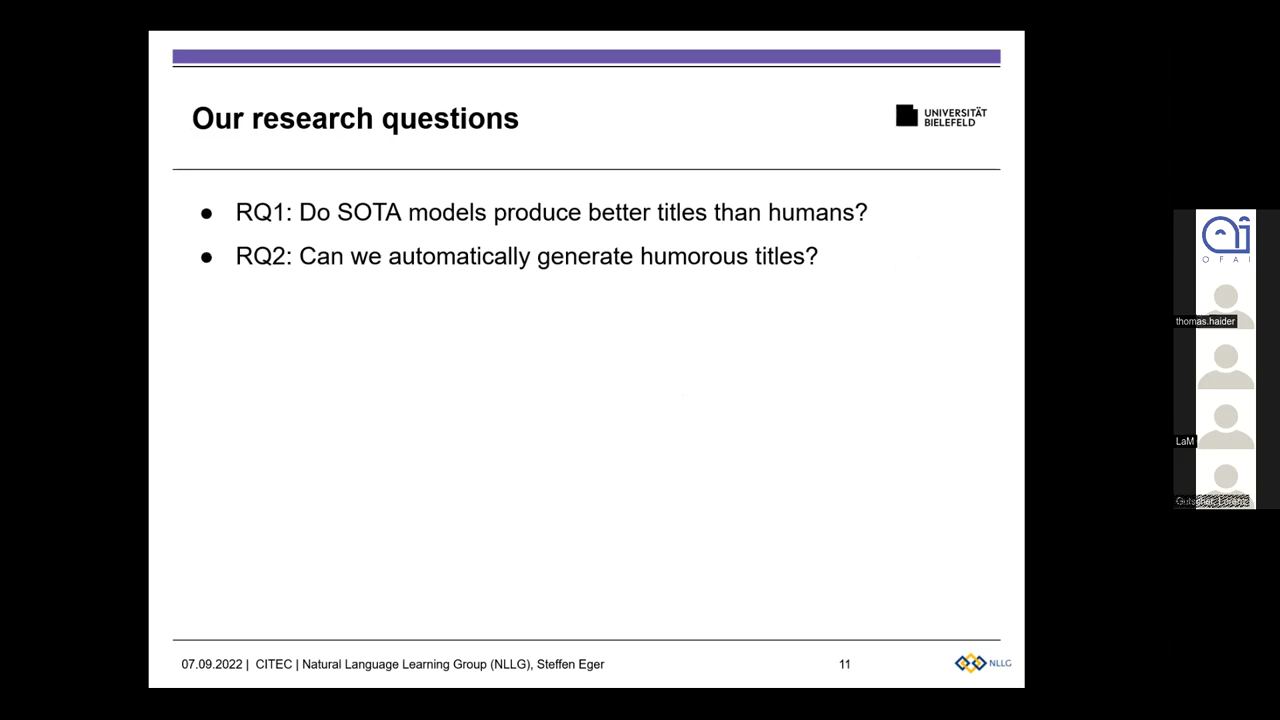 Our research questions
UNIVERSITÄT
BIELEFELD
● RQ1: Do SOTA models produce better titles than humans?
● RQ2: Can we automatically generate humorous titles?
07.09.2022 | CITEC | Natural Language Learning Group (NLLG), Steffen Eger
11
NLLG
OFAI
thomas.haider
LaM